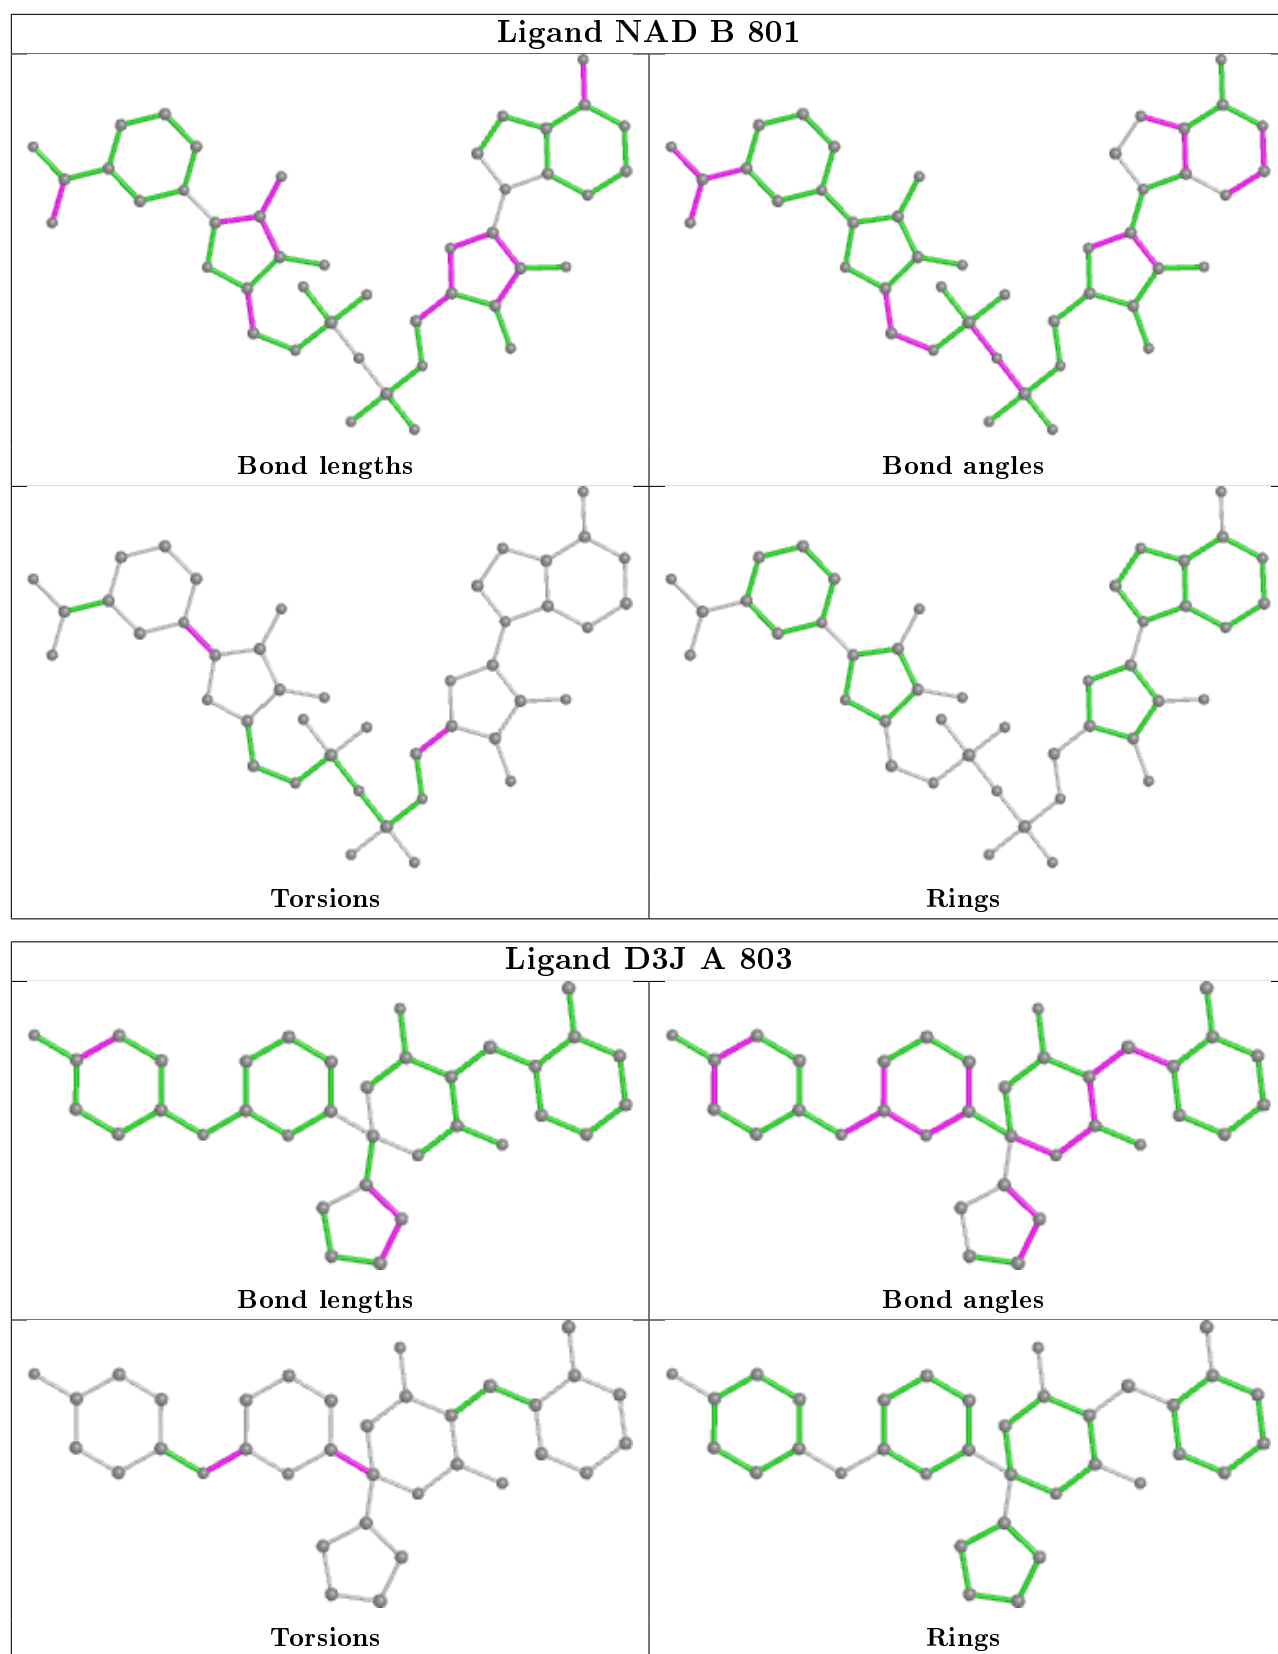 Ligand NAD B 801
Bond lengths
Bond angles
Torsions
Rings
Ligand D3J A 803
Bond lengths
Bond angles
Torsions
Rings